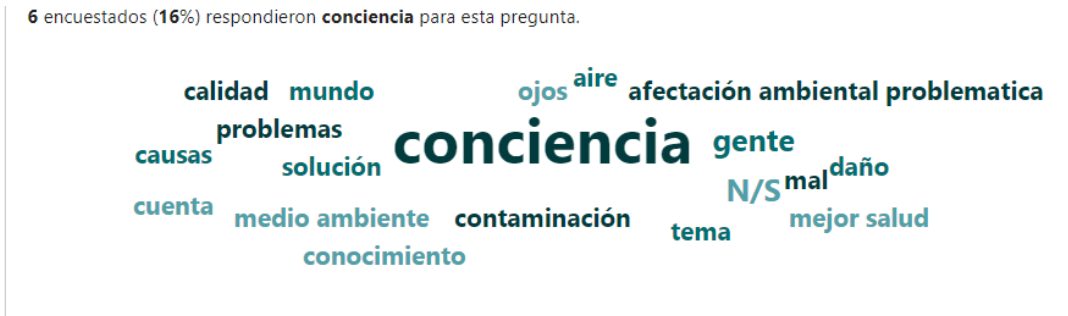 6 encuestados (16%) respondieron conciencia para esta pregunta.
calidad mundo ojos aire afectación ambiental problematica
problemas conciencia gente
causas solución N/S mal daño
cuenta medio ambiente contaminación tema mejor salud
conocimiento